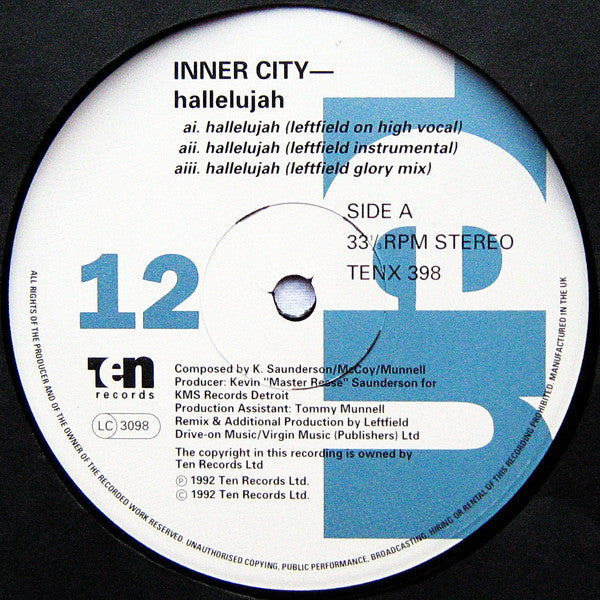 INNER CITY—
hallelujah
ai. hallelujah (leftfield on high vocal)
aii. hallelujah (leftfield instrumental)
aiii. hallelujah (leftfield glory mix)
SIDE A
33⅓ RPM STEREO
TENX 398
12
Ten
records
LC 3098
Composed by K. Saunderson/McCoy/Munnell
Producer: Kevin "Master Reese" Saunderson for
KMS Records Detroit
Production Assistant: Tommy Munnell
Remix & Additional Production by Leftfield
Drive-on Music/Virgin Music (Publishers) Ltd
The copyright in this recording is owned by
Ten Records Ltd
℗ 1992 Ten Records Ltd.
© 1992 Ten Records Ltd.
ALL RIGHTS OF THE PRODUCER AND OF THE OWNER OF THE RECORDED WORK RESERVED. UNAUTHORISED COPYING, PUBLIC PERFORMANCE, BROADCASTING, HIRING OR RENTAL OF THIS RECORDING PROHIBITED. MANUFACTURED IN THE UK